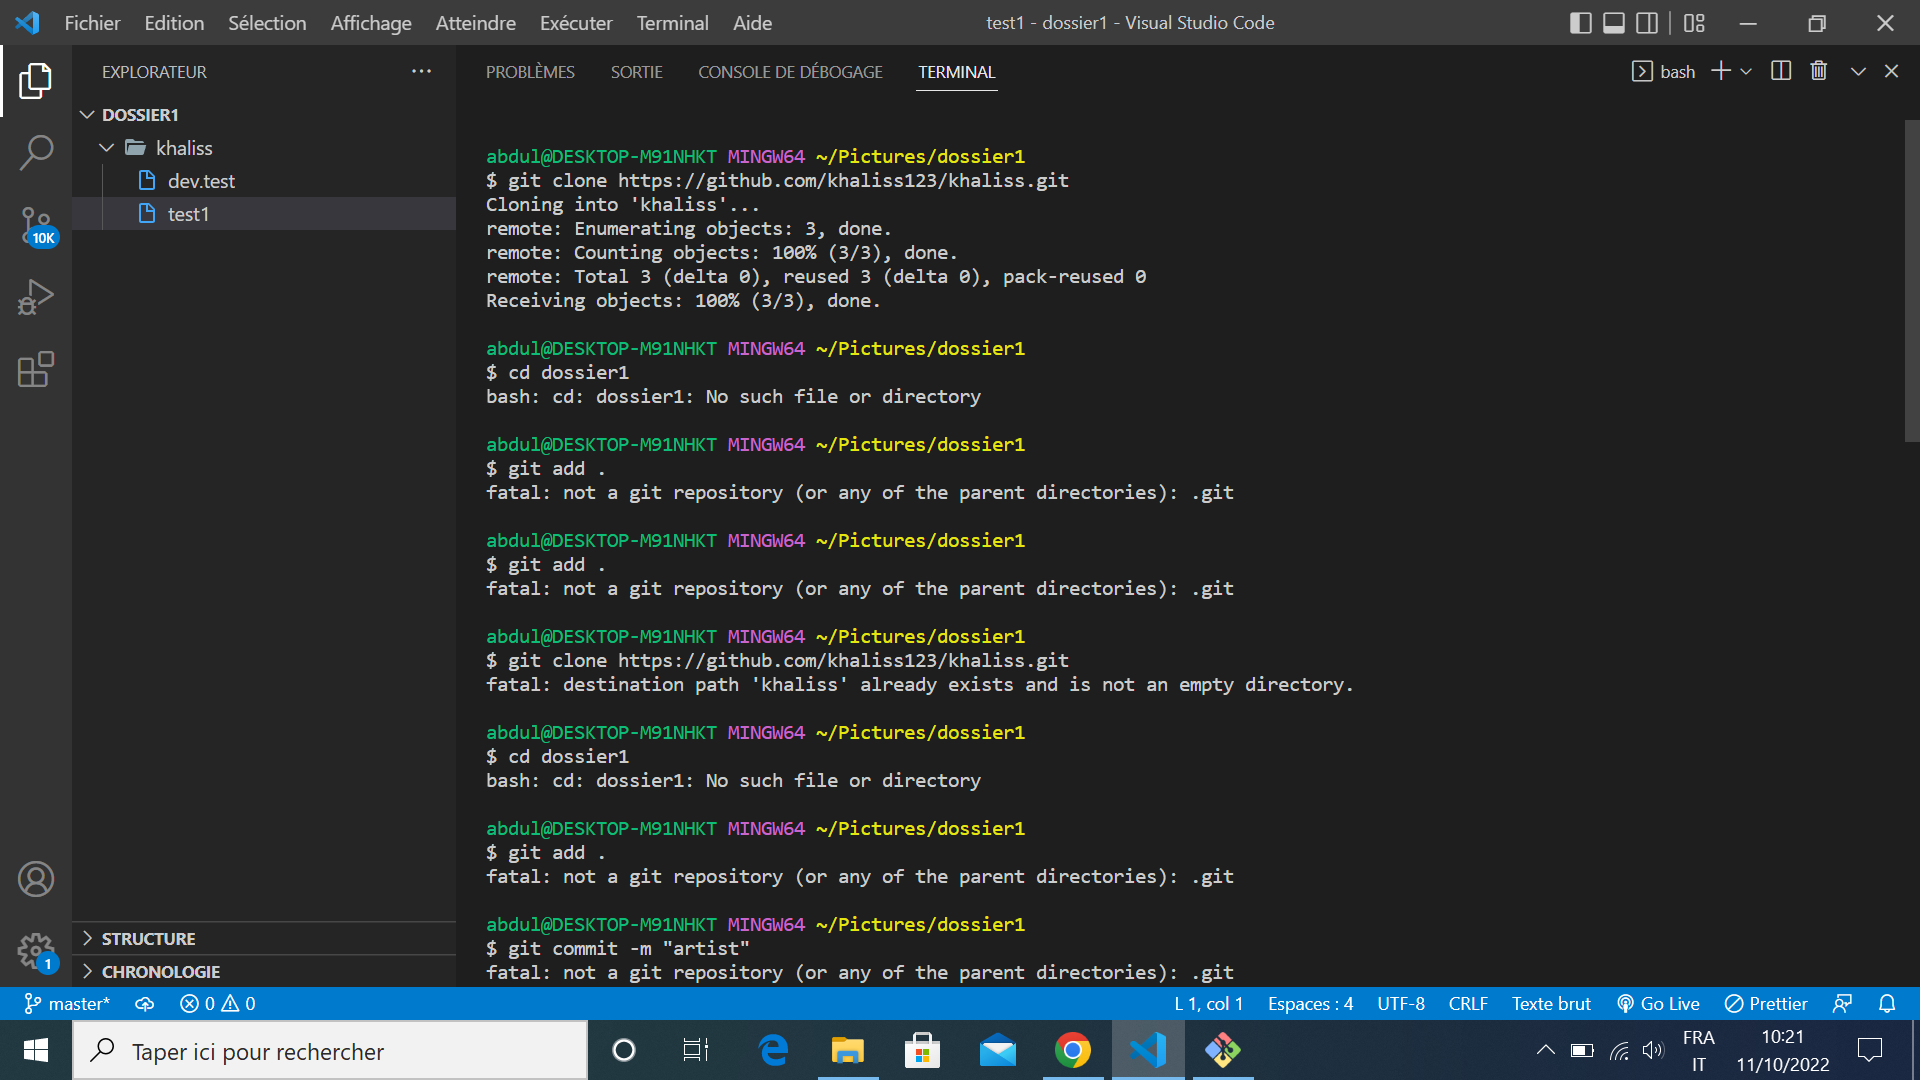 Fichier Edition Sélection Affichage Atteindre Exécuter Terminal Aide test1 - dossier1 - Visual Studio Code
EXPLORATEUR
DOSSIER1
khaliss
dev.test
test1
10K
PROBLÈMES SORTIE CONSOLE DE DÉBOGAGE TERMINAL bash
abdul@DESKTOP-M91NHKT MINGW64 ~/Pictures/dossier1
$ git clone https://github.com/khaliss123/khaliss.git
Cloning into 'khaliss'...
remote: Enumerating objects: 3, done.
remote: Counting objects: 100% (3/3), done.
remote: Total 3 (delta 0), reused 3 (delta 0), pack-reused 0
Receiving objects: 100% (3/3), done.
abdul@DESKTOP-M91NHKT MINGW64 ~/Pictures/dossier1
$ cd dossier1
bash: cd: dossier1: No such file or directory
abdul@DESKTOP-M91NHKT MINGW64 ~/Pictures/dossier1
$ git add .
fatal: not a git repository (or any of the parent directories): .git
abdul@DESKTOP-M91NHKT MINGW64 ~/Pictures/dossier1
$ git add .
fatal: not a git repository (or any of the parent directories): .git
abdul@DESKTOP-M91NHKT MINGW64 ~/Pictures/dossier1
$ git clone https://github.com/khaliss123/khaliss.git
fatal: destination path 'khaliss' already exists and is not an empty directory.
abdul@DESKTOP-M91NHKT MINGW64 ~/Pictures/dossier1
$ cd dossier1
bash: cd: dossier1: No such file or directory
abdul@DESKTOP-M91NHKT MINGW64 ~/Pictures/dossier1
$ git add .
fatal: not a git repository (or any of the parent directories): .git
abdul@DESKTOP-M91NHKT MINGW64 ~/Pictures/dossier1
$ git commit -m "artist"
fatal: not a git repository (or any of the parent directories): .git
STRUCTURE
CHRONOLOGIE
1
master* 0 0 L 1, col 1 Espaces : 4 UTF-8 CRLF Texte brut Go Live Prettier
Taper ici pour rechercher
FRA
IT
10:21
11/10/2022